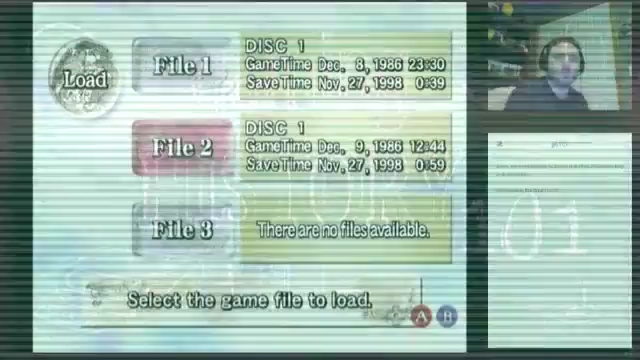 Load
File 1
DISC 1
GameTime Dec. 8, 1986 23:30
SaveTime Nov. 27, 1998 0:39
File 2
DISC 1
GameTime Dec. 9, 1986 12:44
SaveTime Nov. 27, 1998 0:59
File 3
There are no files available.
Select the game file to load.
A B
01